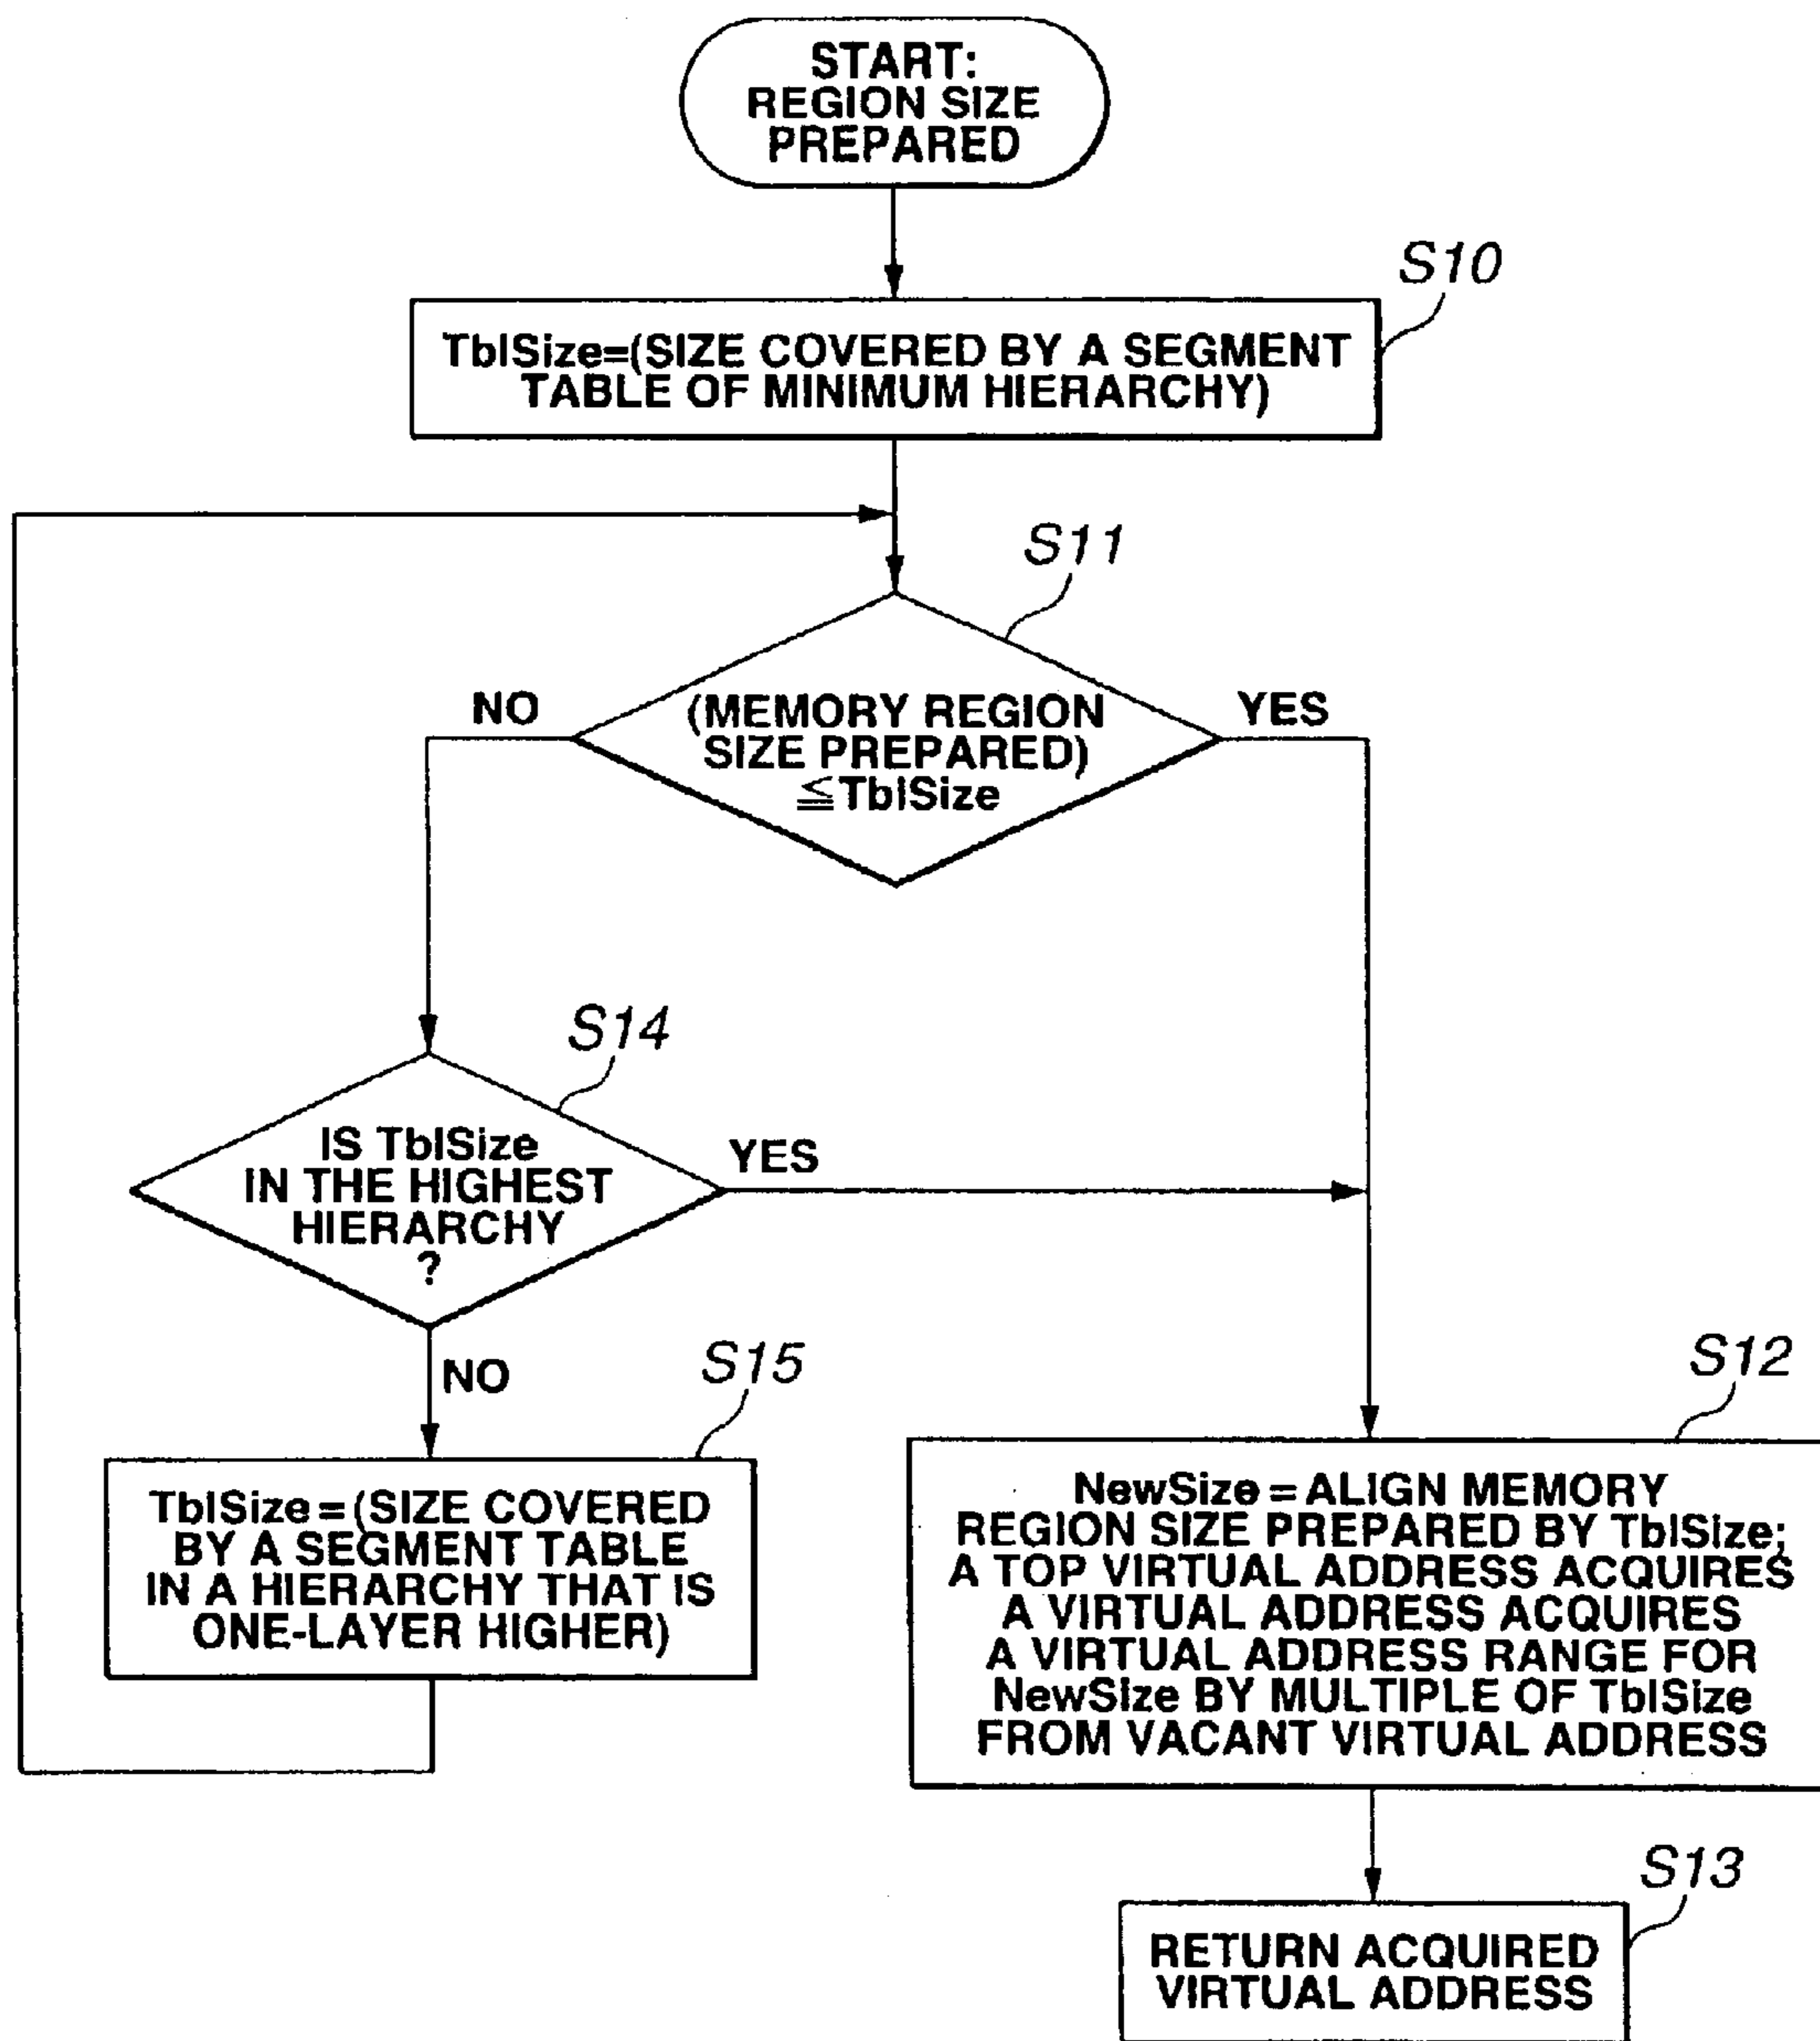 START:
REGION SIZE
PREPARED
S10
TblSize=(SIZE COVERED BY A SEGMENT
TABLE OF MINIMUM HIERARCHY)
S11
NO
(MEMORY REGION
SIZE PREPARED)
≦TblSize
YES
S14
IS TblSize
IN THE HIGHEST
HIERARCHY
?
YES
NO
S15
TblSize=(SIZE COVERED
BY A SEGMENT TABLE
IN A HIERARCHY THAT IS
ONE-LAYER HIGHER)
S12
NewSize=ALIGN MEMORY
REGION SIZE PREPARED BY TblSize;
A TOP VIRTUAL ADDRESS ACQUIRES
A VIRTUAL ADDRESS ACQUIRES
A VIRTUAL ADDRESS RANGE FOR
NewSize BY MULTIPLE OF TblSize
FROM VACANT VIRTUAL ADDRESS
S13
RETURN ACQUIRED
VIRTUAL ADDRESS